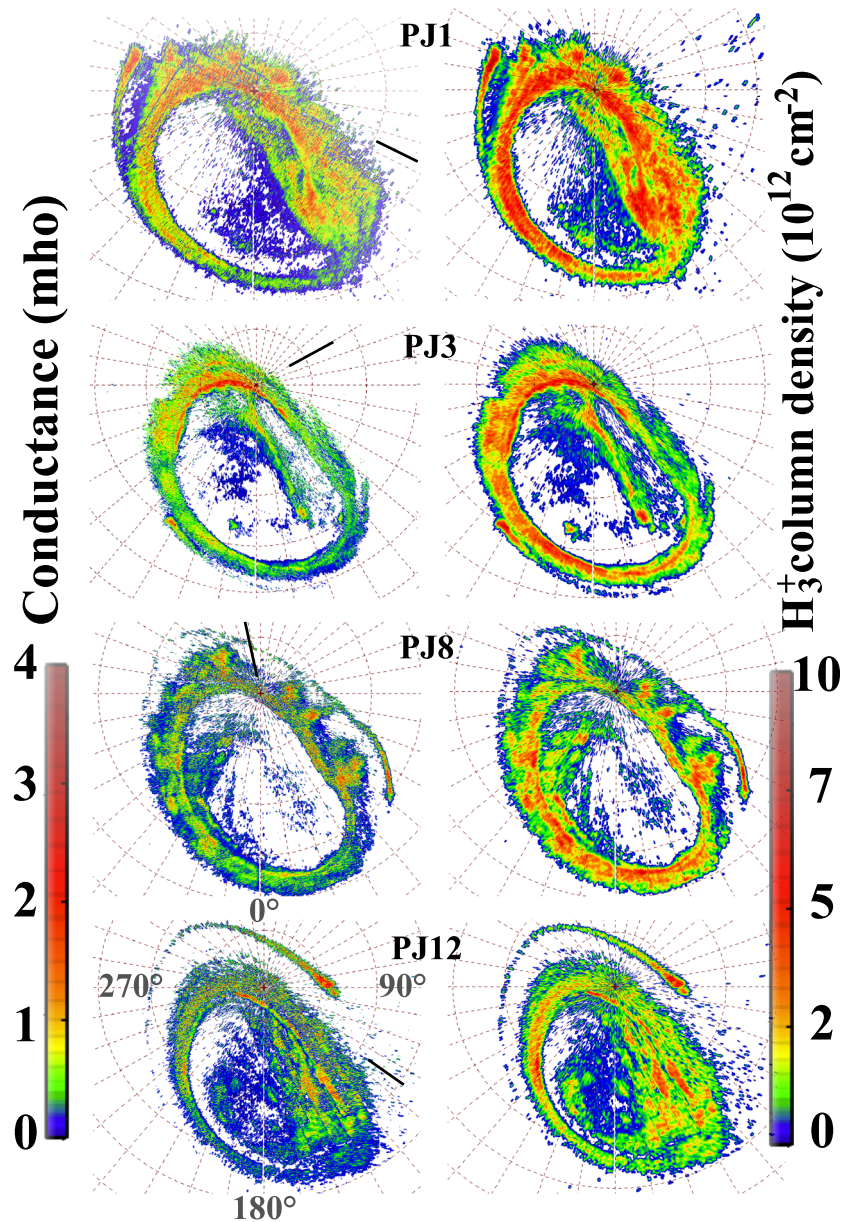 PJ1
Conductance (mho)
H3+ column density (10^12 cm^-2)
PJ3
PJ8
4
3
2
1
0
10
7
5
2
0
0°
PJ12
270°
90°
180°